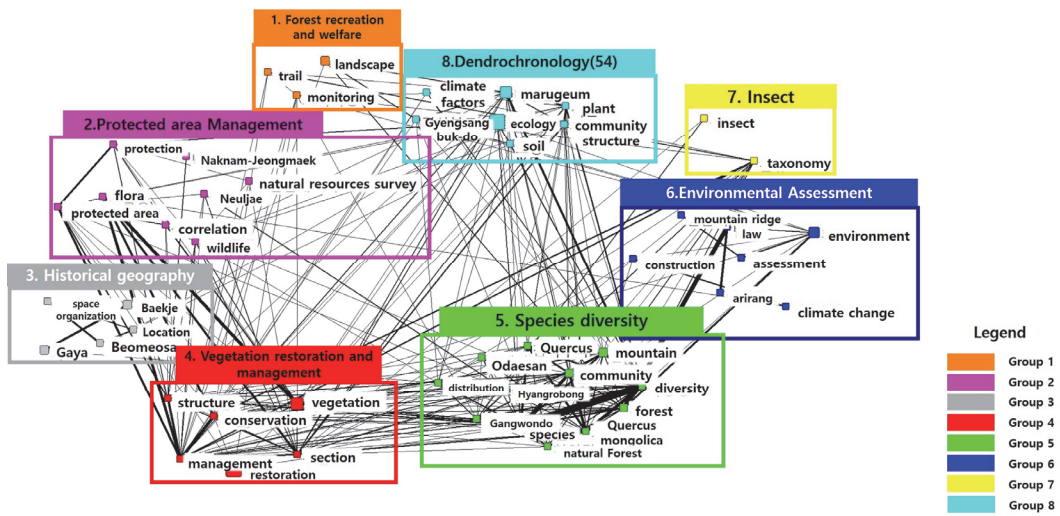 1. Forest recreation
and welfare
landscape
trail
monitoring
8.Dendrochronology(54)
climate
factors
marugeum
plant
community
structure
Gyengsang
buk-do
ecology
soil
7. Insect
insect
taxonomy
2.Protected area Management
protection
Naknam-Jeongmaek
natural resources survey
flora
Neuljae
protected area
correlation
wildlife
6.Environmental Assessment
mountain ridge
law
environment
construction
assessment
arirang
climate change
3. Historical geography
space
organization
Baekje
Location
Beomeosa
Gaya
4. Vegetation restoration and
management
structure
vegetation
conservation
management
section
restoration
5. Species diversity
Quercus
mountain
Odaesan
community
distribution
Hyangrobong
diversity
forest
Gangwondo
Quercus
mongolica
species
natural Forest
Legend
Group 1
Group 2
Group 3
Group 4
Group 5
Group 6
Group 7
Group 8